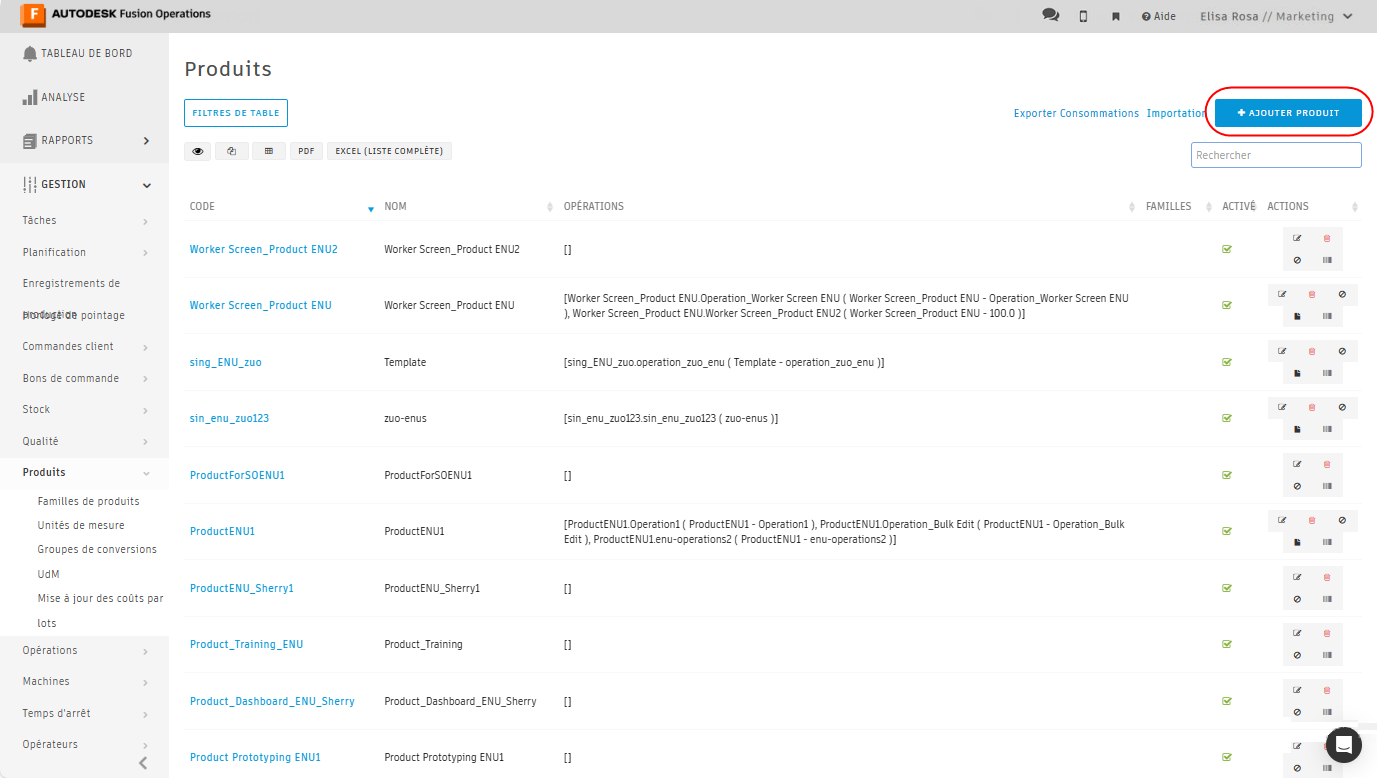 F AUTODESK Fusion Operations
Aide
Elisa Rosa // Marketing
TABLEAU DE BORD
ANALYSE
RAPPORTS
GESTION
Tâches
Planification
Enregistrements de
production
Horloge de pointage
Commandes client
Bons de commande
Stock
Qualité
Produits
Familles de produits
Unités de mesure
Groupes de conversions
UdM
Mise à jour des coûts par
lots
Opérations
Machines
Temps d'arrêt
Opérateurs
Produits
FILTRES DE TABLE
Exporter Consommations Importation
AJOUTER PRODUIT
PDF EXCEL (LISTE COMPLÈTE)
Rechercher
CODE NOM OPÉRATIONS FAMILLES ACTIVÉ ACTIONS
Worker Screen_Product ENU2 Worker Screen_Product ENU2 []
Worker Screen_Product ENU Worker Screen_Product ENU [Worker Screen_Product ENU.Operation_Worker Screen ENU ( Worker Screen_Product ENU - Operation_Worker Screen ENU
), Worker Screen_Product ENU.Worker Screen_Product ENU2 ( Worker Screen_Product ENU - 100.0 )]
sing_ENU_zuo Template [sing_ENU_zuo.operation_zuo_enu ( Template - operation_zuo_enu )]
sin_enu_zuo123 zuo-enus [sin_enu_zuo123.sin_enu_zuo123 ( zuo-enus )]
ProductForSOENU1 ProductForSOENU1 []
ProductENU1 ProductENU1 [ProductENU1.Operation1 ( ProductENU1 - Operation1 ), ProductENU1.Operation_Bulk Edit ( ProductENU1 - Operation_Bulk
Edit ), ProductENU1.enu-operations2 ( ProductENU1 - enu-operations2 )]
ProductENU_Sherry1 ProductENU_Sherry1 []
Product_Training_ENU Product_Training []
Product_Dashboard_ENU_Sherry Product_Dashboard_ENU_Sherry []
Product Prototyping ENU1 Product Prototyping ENU1 []